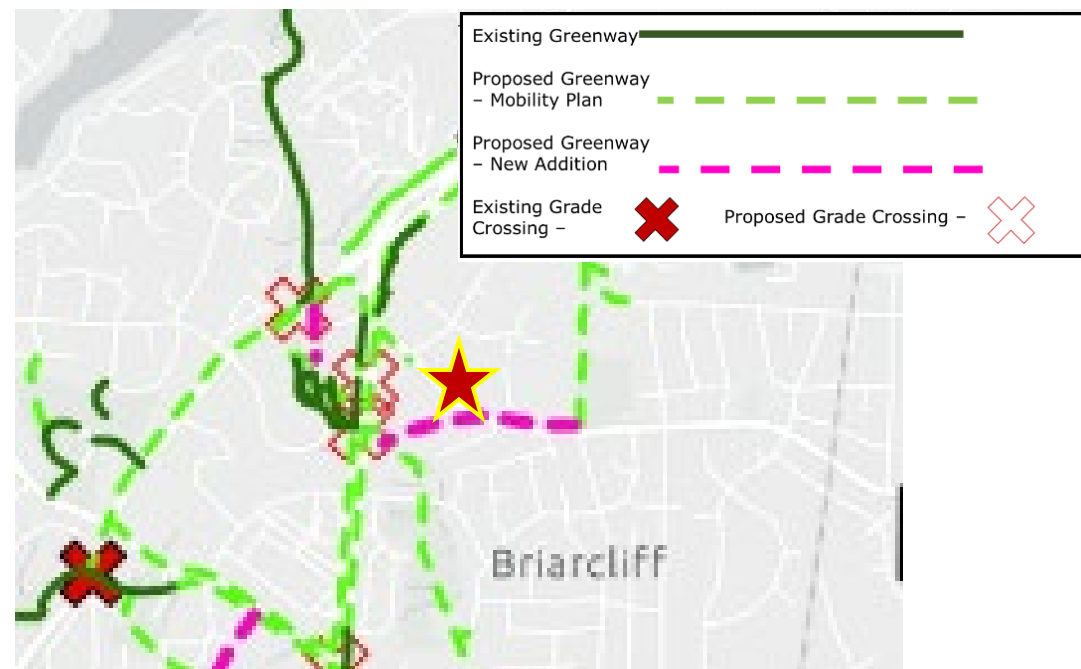 Existing Greenway
Proposed Greenway
– Mobility Plan
Proposed Greenway
– New Addition
Existing Grade
Crossing –
Proposed Grade Crossing –
Briarcliff